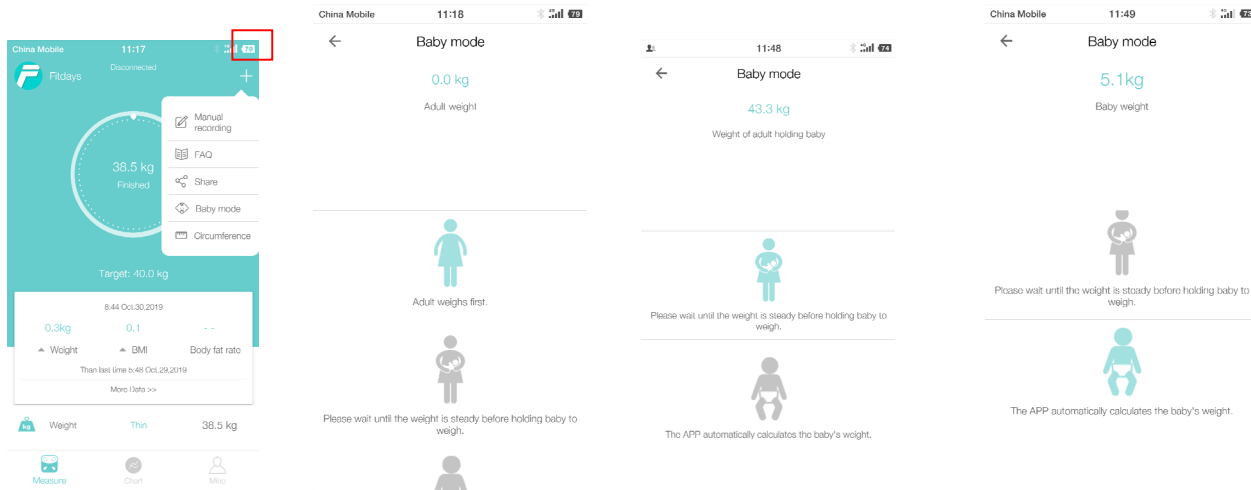 China Mobile 11:17 79
Fitdays
Disconnected
+
Manual
recording
FAQ
Share
Baby mode
Circumference
38.5 kg
Finished
Target: 40.0 kg
8:44 Oct.30,2019
0.3kg 0.1 - -
Weight BMI Body fat rate
Than last time 5:48 Oct.29,2019
More Data >>
kg Weight Thin 38.5 kg
Measure Chart Mine
China Mobile 11:18 79
Baby mode
0.0 kg
Adult weight
Adult weighs first.
Please wait until the weight is steady before holding baby to
weigh.
11:48 74
Baby mode
43.3 kg
Weight of adult holding baby
Please wait until the weight is steady before holding baby to
weigh.
The APP automatically calculates the baby's weight.
China Mobile 11:49
Baby mode
5.1kg
Baby weight
Please wait until the weight is steady before holding baby to
weigh.
The APP automatically calculates the baby's weight.